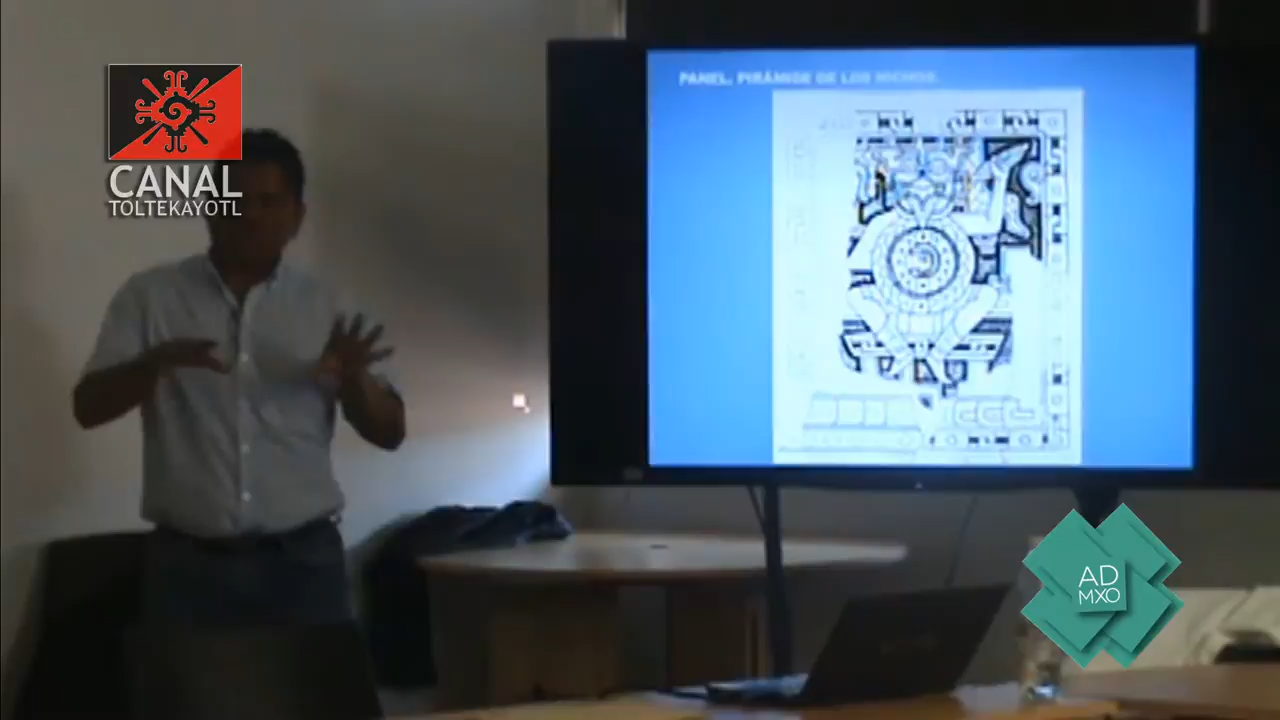 CANAL
TOLTEKAYOTL
PANEL. PIRÁMIDE DE LOS NICHOS.
AD
MXO